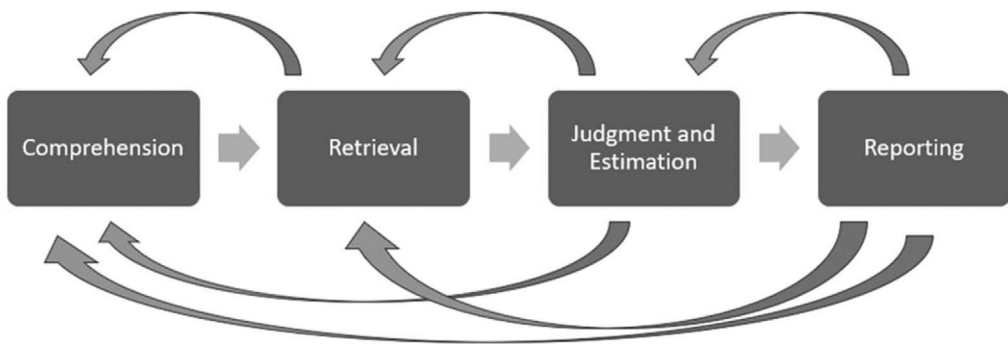 Comprehension
Retrieval
Judgment and
Estimation
Reporting